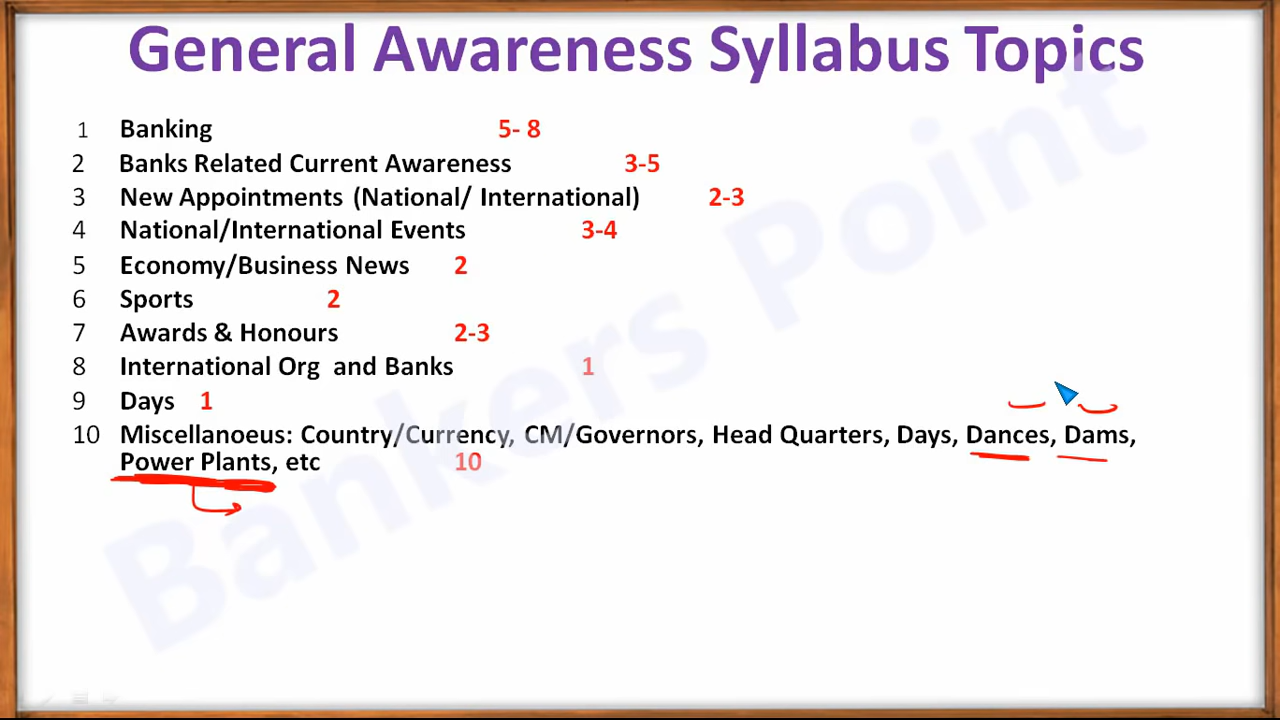 General Awareness Syllabus Topics
1 Banking 5- 8
2 Banks Related Current Awareness 3-5
3 New Appointments (National/ International) 2-3
4 National/International Events 3-4
5 Economy/Business News 2
6 Sports 2
7 Awards & Honours 2-3
8 International Org and Banks 1
9 Days 1
10 Miscellanoeus: Country/Currency, CM/Governors, Head Quarters, Days, Dances, Dams,
Power Plants, etc 10
Bankers Point